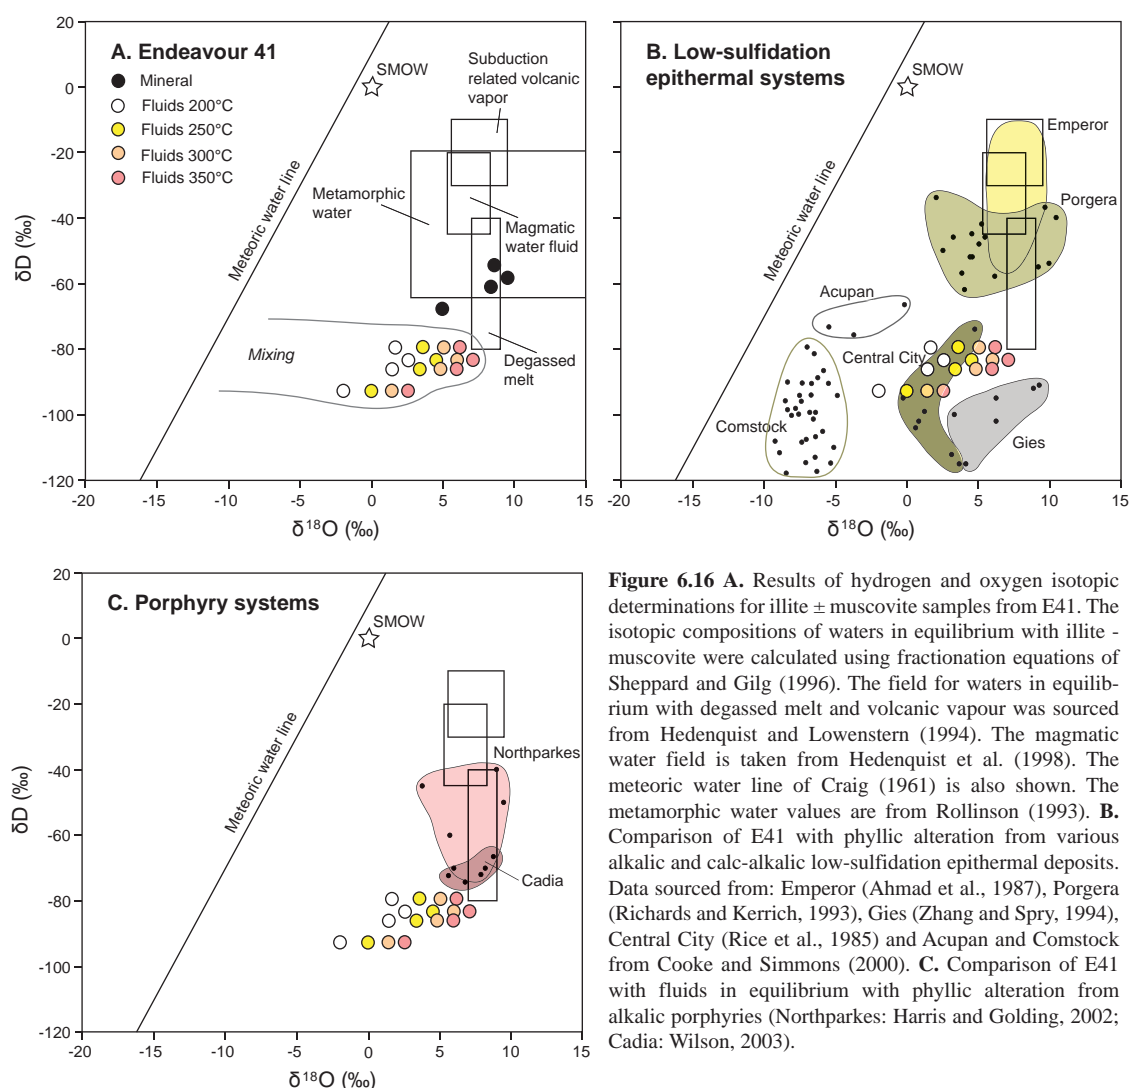 A. Endeavour 41
Mineral
Fluids 200°C
Fluids 250°C
Fluids 300°C
Fluids 350°C
SMOW
Subduction
related volcanic
vapor
Meteoric water line
Metamorphic
water
Magmatic
water fluid
Mixing
Degassed
melt
20
0
-20
-40
-60
-80
-100
-120
δD (‰)
-20
-15
-10
-5
0
5
10
15
δ18O (‰)
B. Low-sulfidation
epithermal systems
SMOW
Meteoric water line
Emperor
Porgera
Acupan
Central City
Comstock
Gies
-20
-15
-10
-5
0
5
10
15
δ18O (‰)
C. Porphyry systems
SMOW
Meteoric water line
Northparkes
Cadia
20
0
-20
-40
-60
-80
-100
-120
δD (‰)
-20
-15
-10
-5
0
5
10
15
δ18O (‰)
Figure 6.16 A. Results of hydrogen and oxygen isotopic
determinations for illite ± muscovite samples from E41. The
isotopic compositions of waters in equilibrium with illite -
muscovite were calculated using fractionation equations of
Sheppard and Gilg (1996). The field for waters in equilib-
rium with degassed melt and volcanic vapour was sourced
from Hedenquist and Lowenstern (1994). The magmatic
water field is taken from Hedenquist et al. (1998). The
meteoric water line of Craig (1961) is also shown. The
metamorphic water values are from Rollinson (1993). B.
Comparison of E41 with phyllic alteration from various
alkalic and calc-alkalic low-sulfidation epithermal deposits.
Data sourced from: Emperor (Ahmad et al., 1987), Porgera
(Richards and Kerrich, 1993), Gies (Zhang and Spry, 1994),
Central City (Rice et al., 1985) and Acupan and Comstock
from Cooke and Simmons (2000). C. Comparison of E41
with fluids in equilibrium with phyllic alteration from
alkalic porphyries (Northparkes: Harris and Golding, 2002;
Cadia: Wilson, 2003).